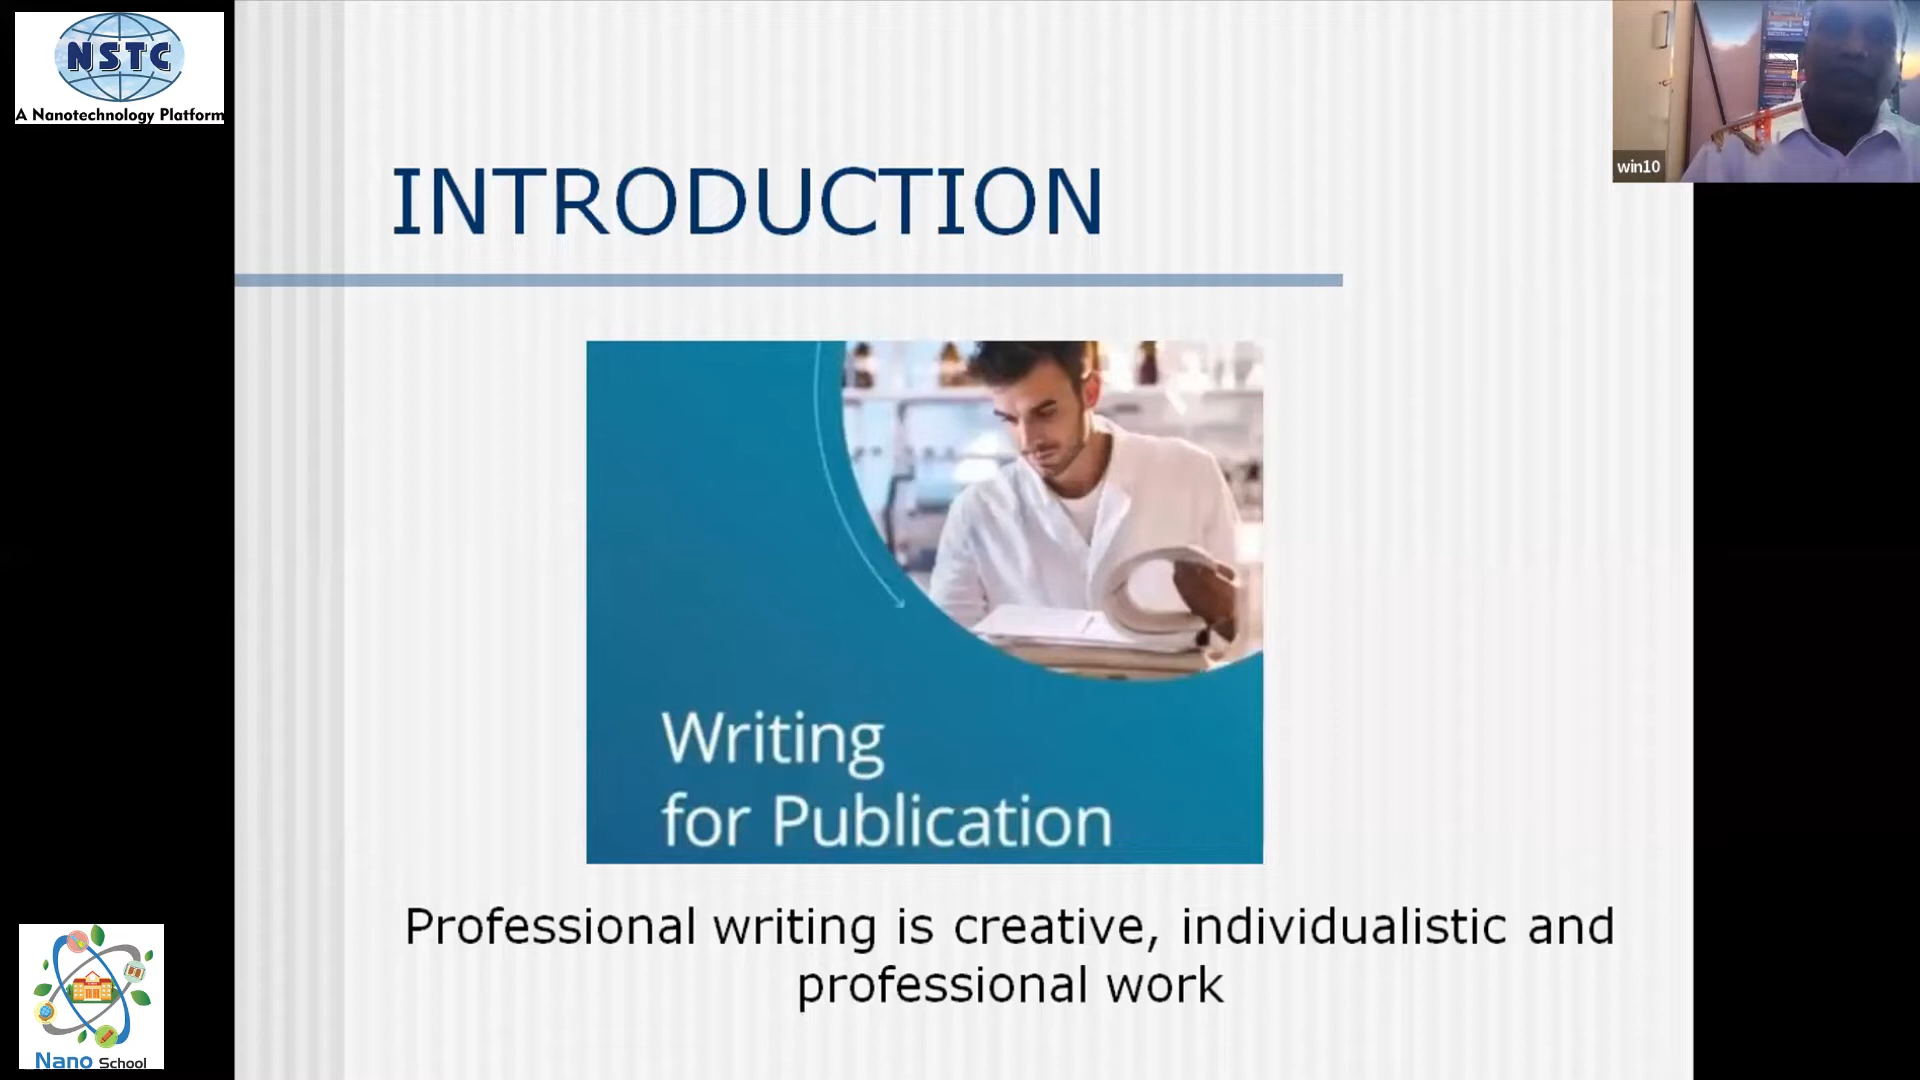 NSTC
A Nanotechnology Platform
win10
INTRODUCTION
Writing
for Publication
Professional writing is creative, individualistic and
professional work
Nano School